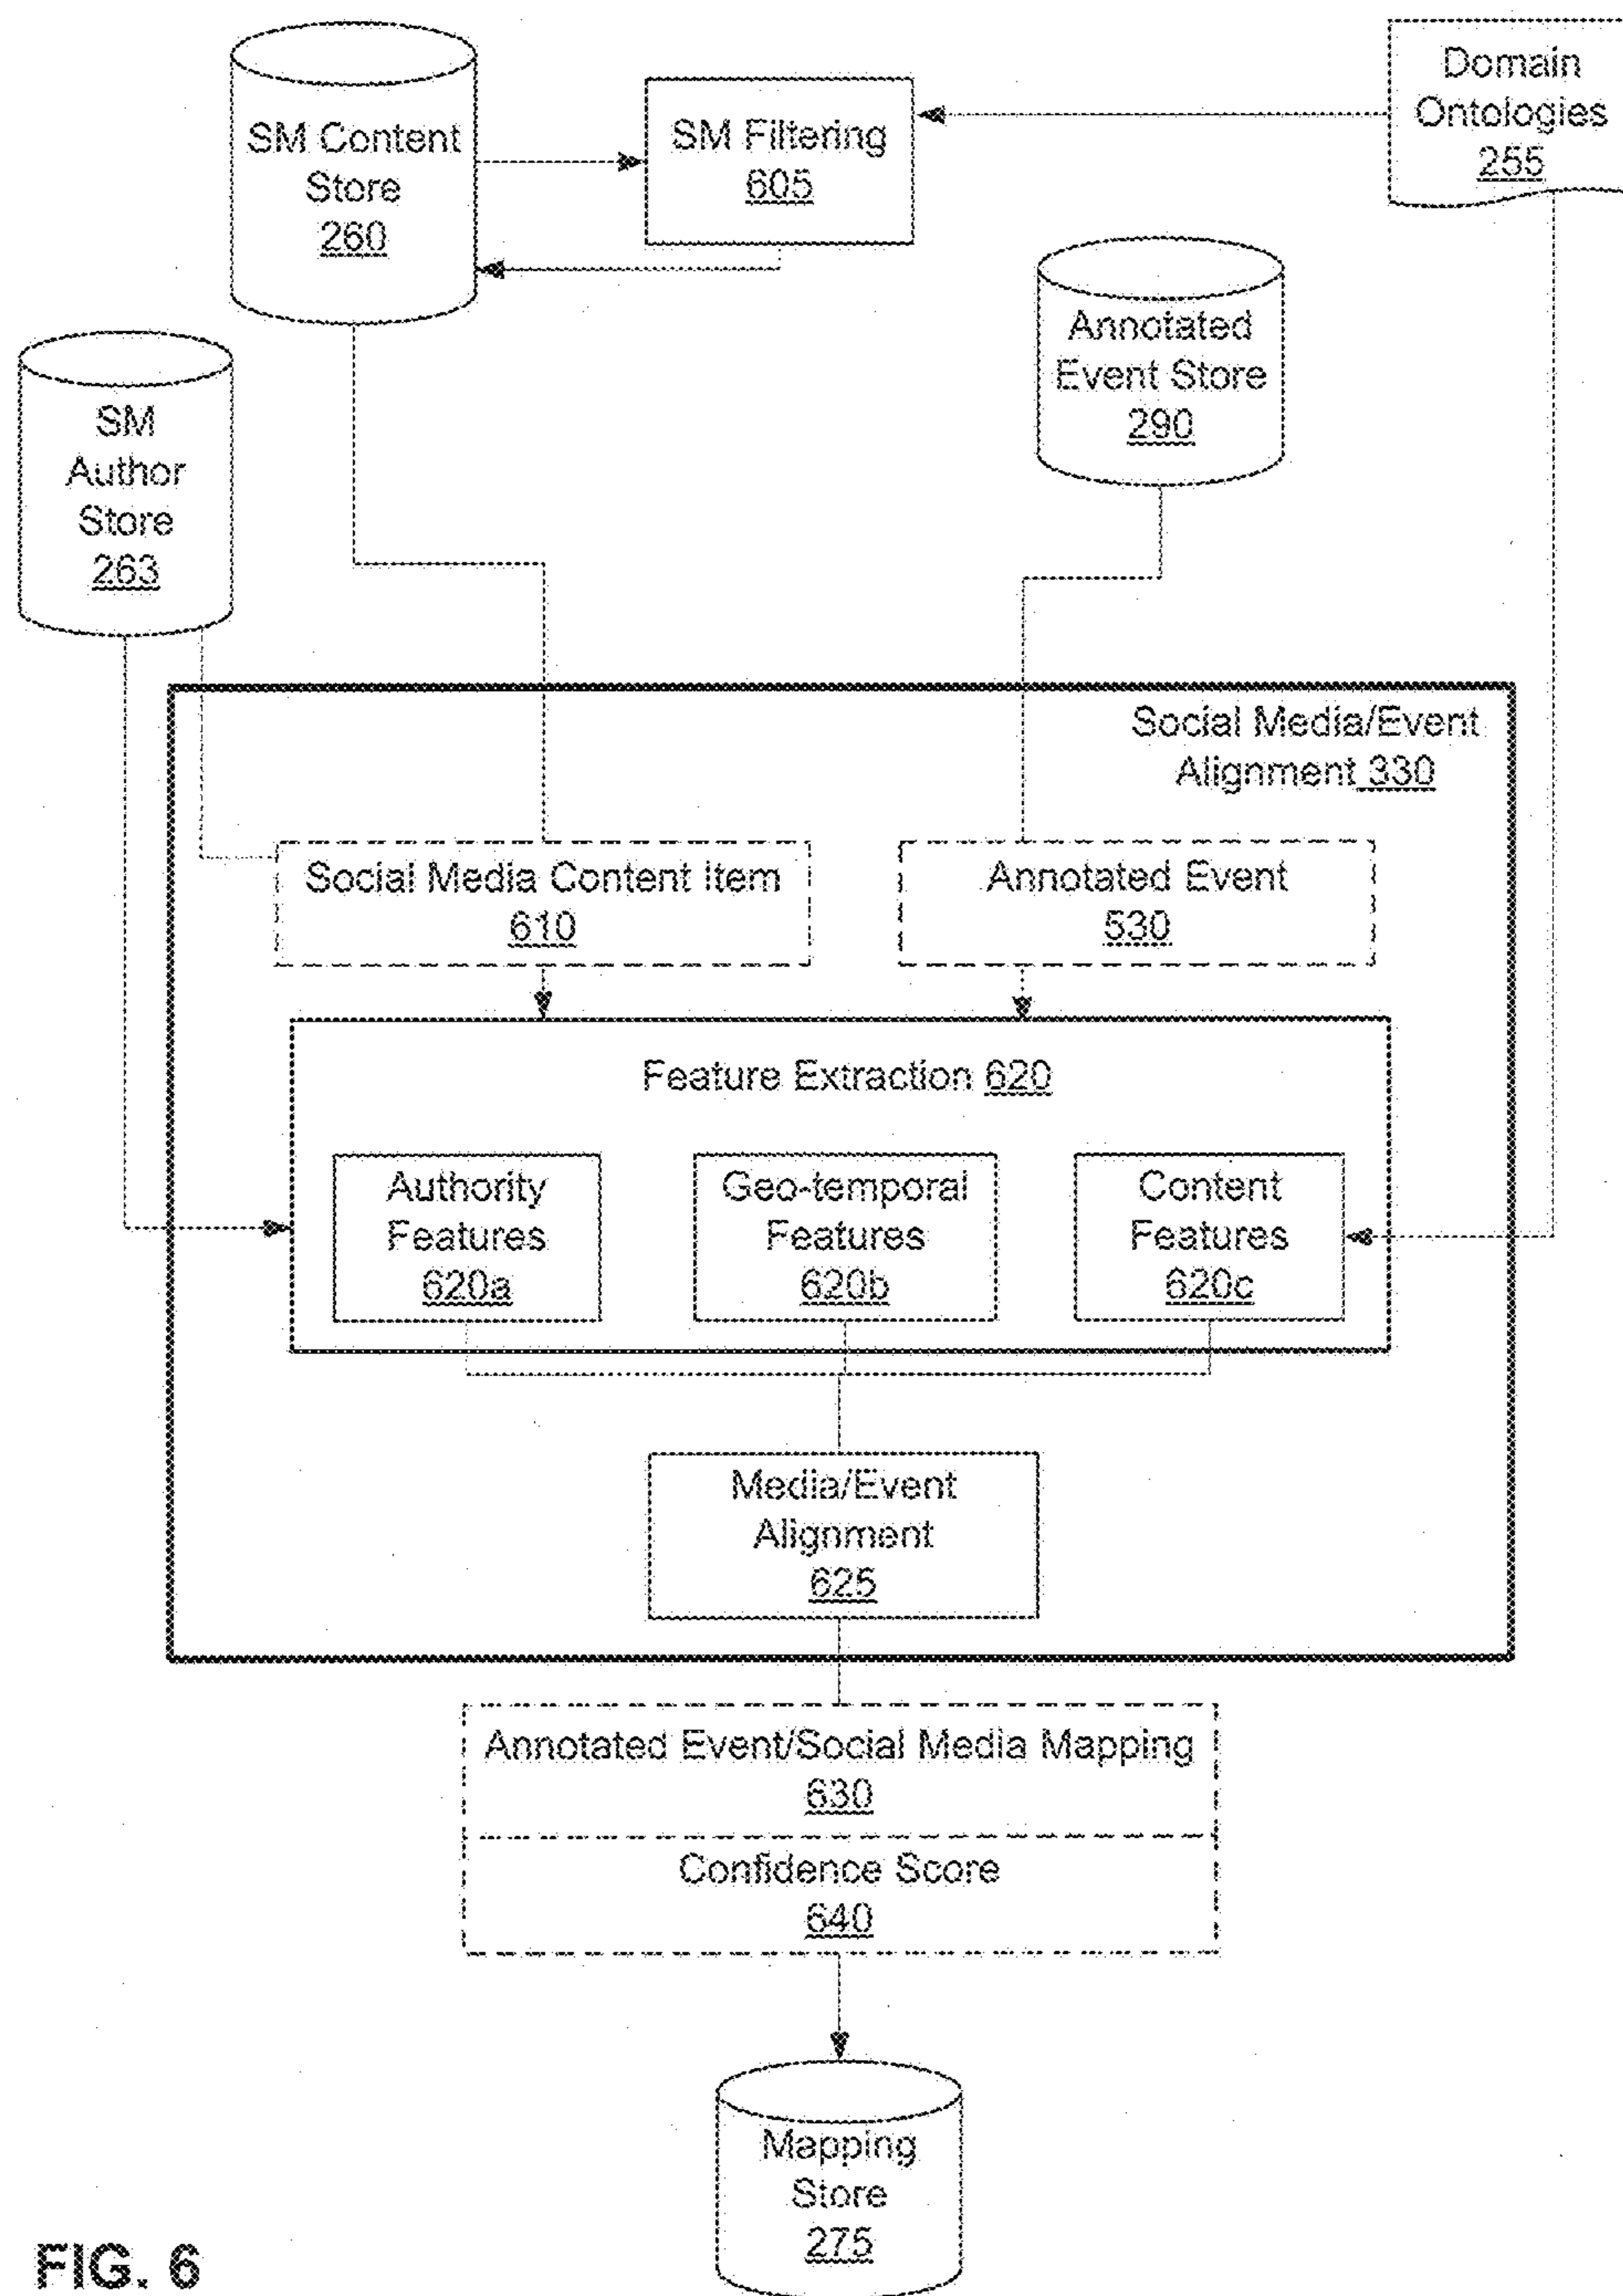 Domain
Ontologies
255
SM Content
Store
260
SM Filtering
605
Annotated
Event Store
290
SM
Author
Store
263
Social Media/Event
Alignment 330
Social Media Content Item
610
Annotated Event
530
Feature Extraction 620
Authority
Features
620a
Geo-temporal
Features
620b
Content
Features
620c
Media/Event
Alignment
625
Annotated Event/Social Media Mapping
630
Confidence Score
640
Mapping
Store
275
FIG. 6